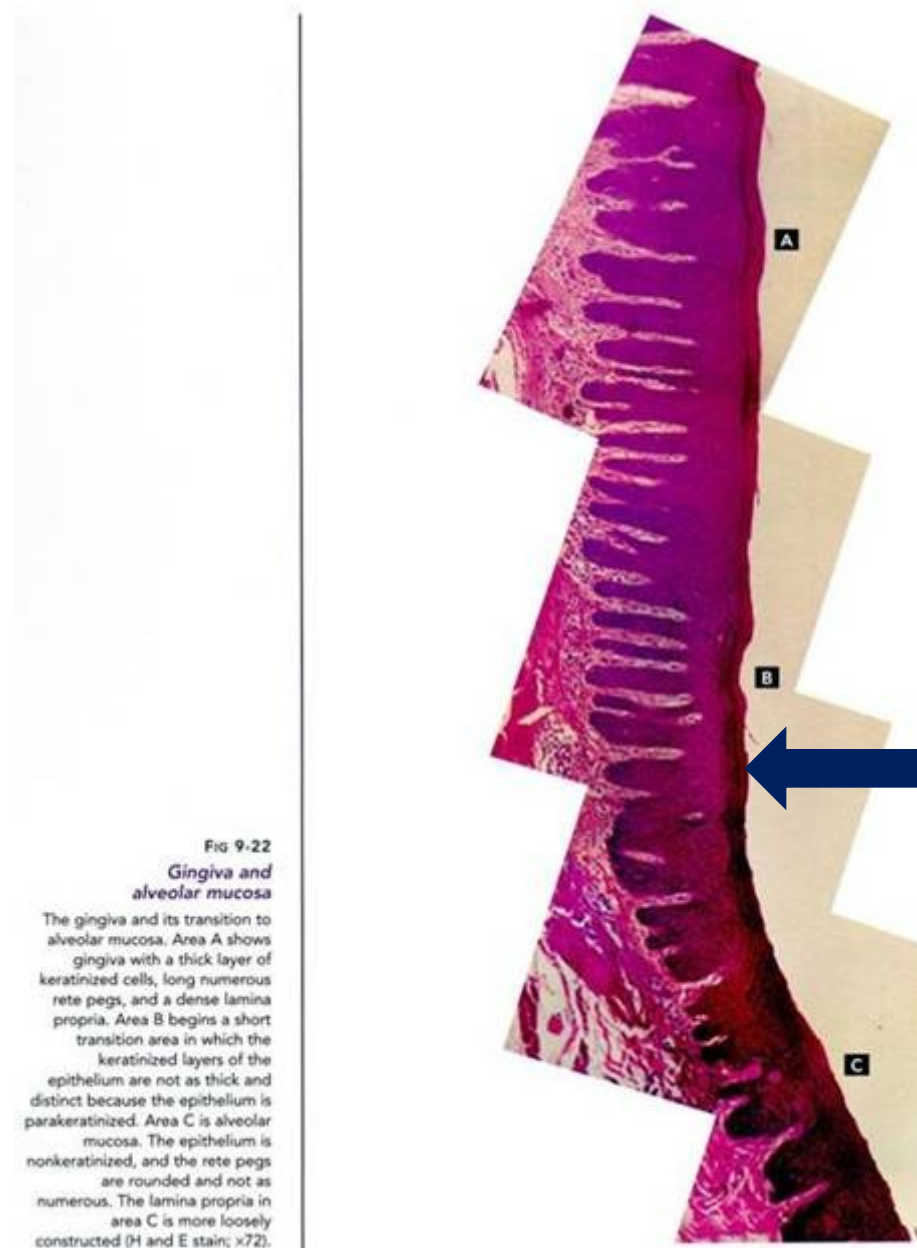 FIG 9-22
Gingiva and
alveolar mucosa
The gingiva and its transition to
alveolar mucosa. Area A shows
gingiva with a thick layer of
keratinized cells, long numerous
rete pegs, and a dense lamina
propria. Area B begins a short
transition area in which the
keratinized layers of the
epithelium are not as thick and
distinct because the epithelium is
parakeratinized. Area C is alveolar
mucosa. The epithelium is
nonkeratinized, and the rete pegs
are rounded and not as
numerous. The lamina propria in
area C is more loosely
constructed (H and E stain; ×72).
A
B
C